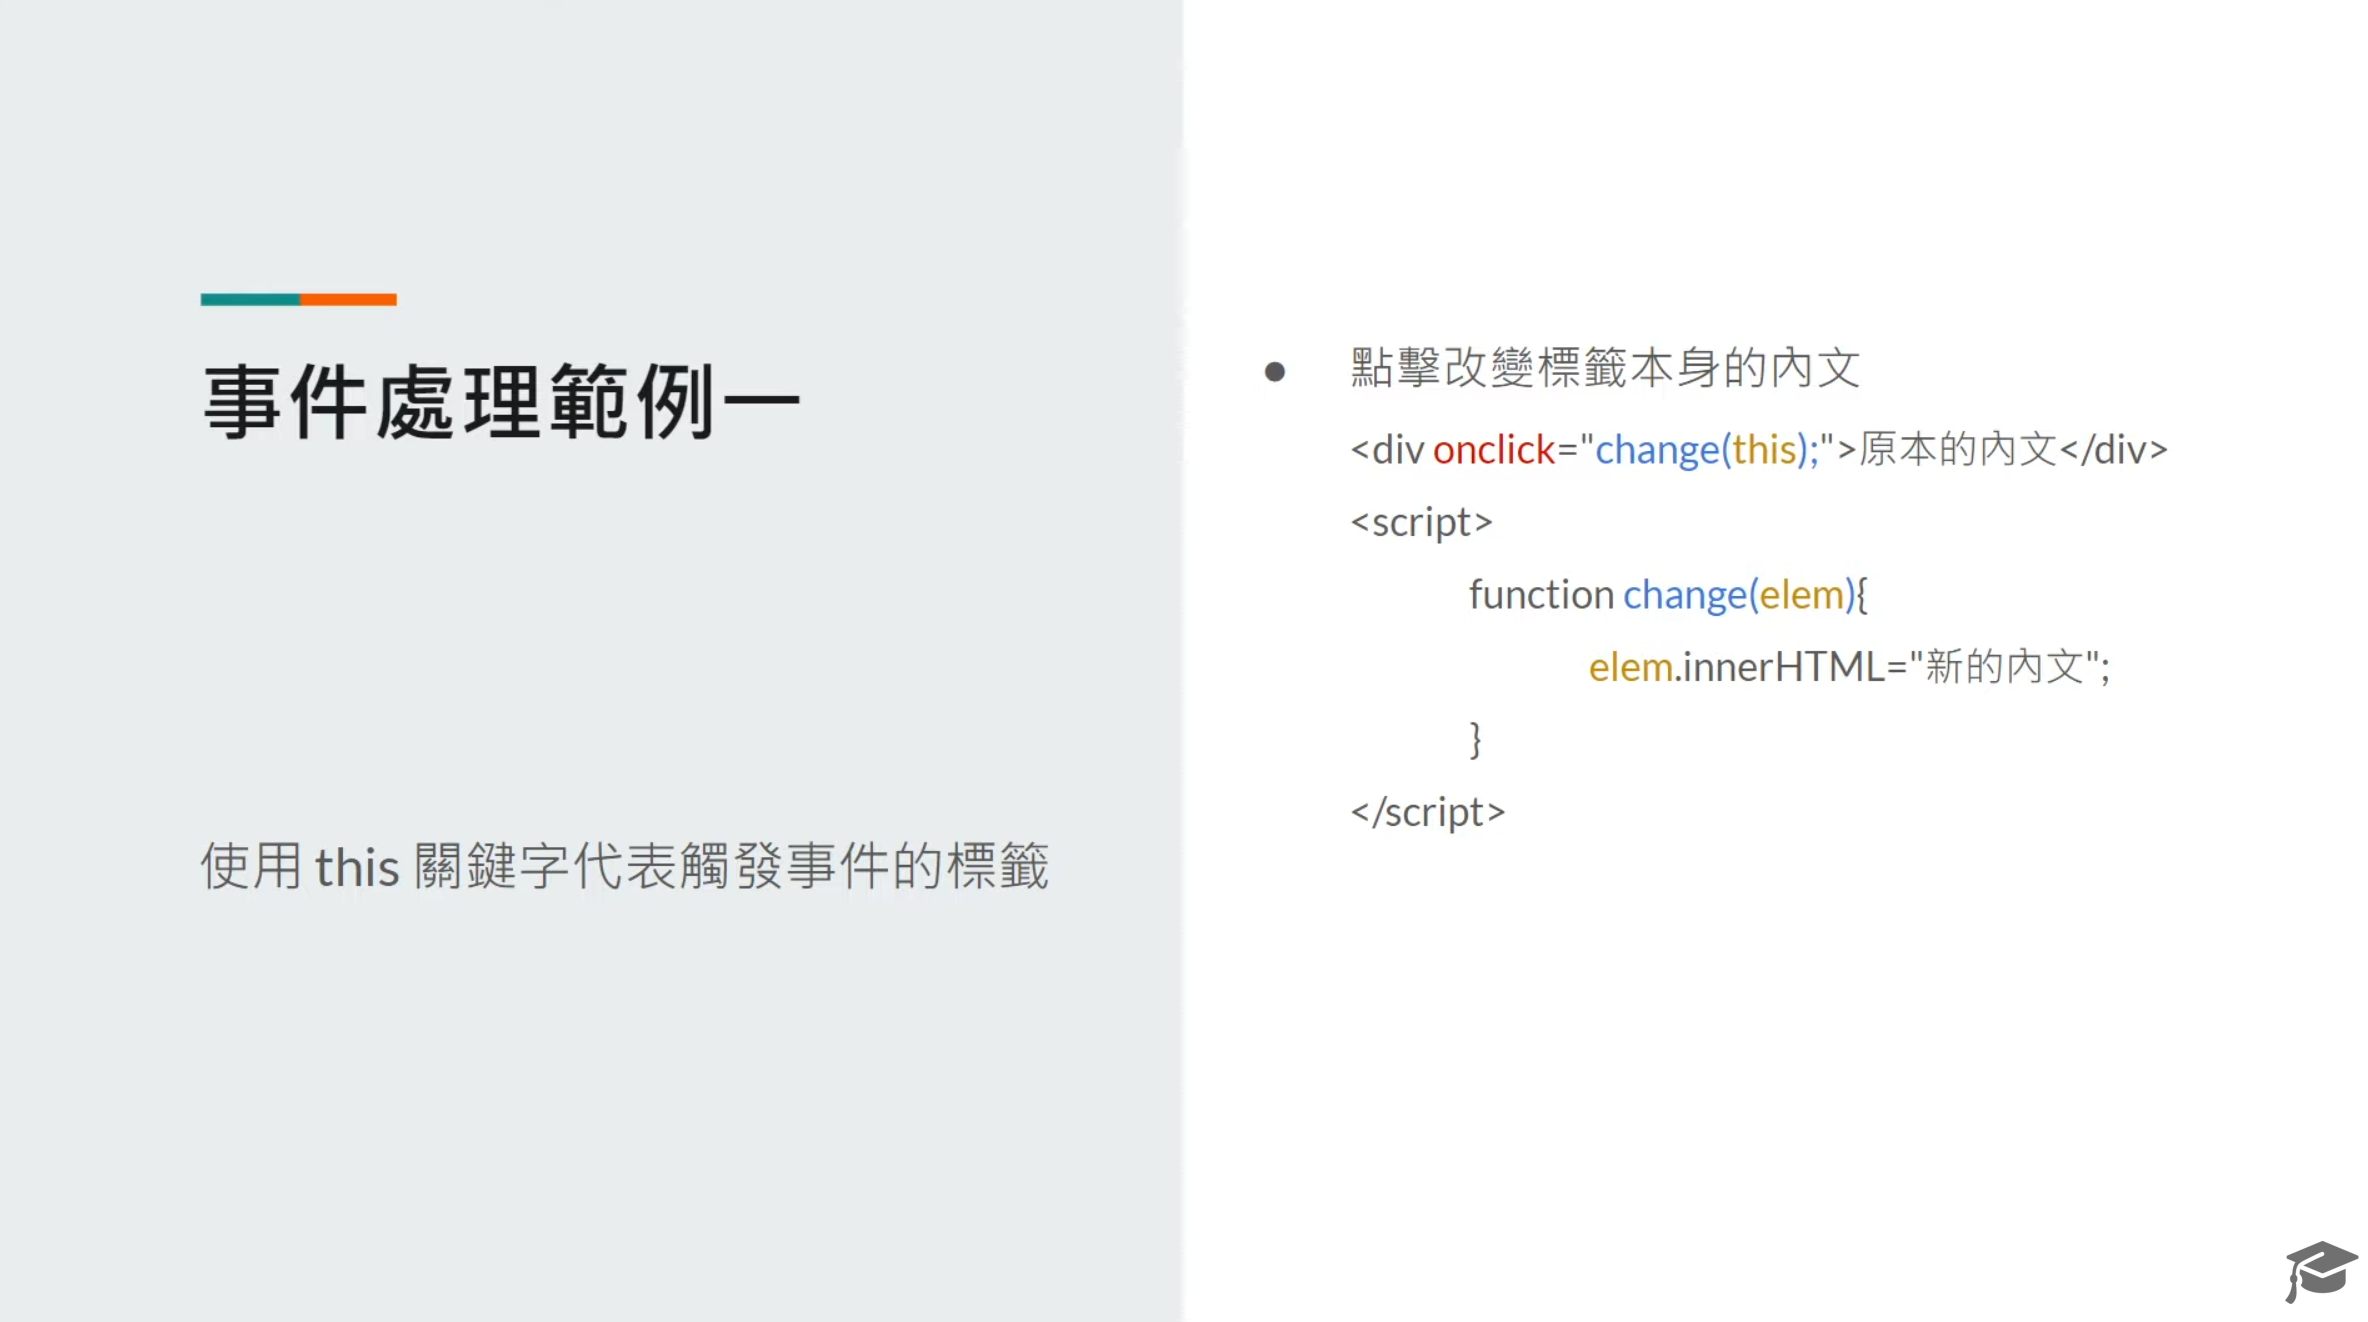 事件處理範例一
使用 this 關鍵字代表觸發事件的標籤
● 點擊改變標籤本身的內文
<div onclick="change(this);">原本的內文</div>
<script>
function change(elem){
elem.innerHTML="新的內文";
}
</script>